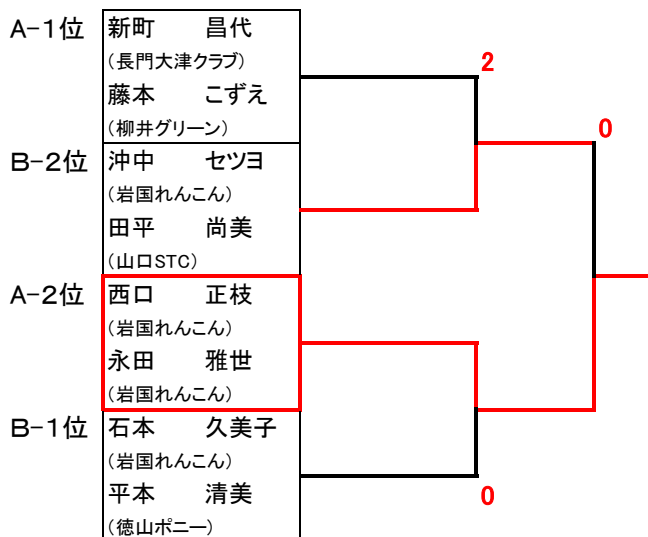 A-1位 新町 昌代
(長門大津クラブ)
藤本 こずえ
(柳井グリーン)
B-2位 沖中 セツヨ
(岩国れんこん)
田平 尚美
(山口STC)
A-2位 西口 正枝
(岩国れんこん)
永田 雅世
(岩国れんこん)
B-1位 石本 久美子
(岩国れんこん)
平本 清美
(徳山ポニー)
2
0
0